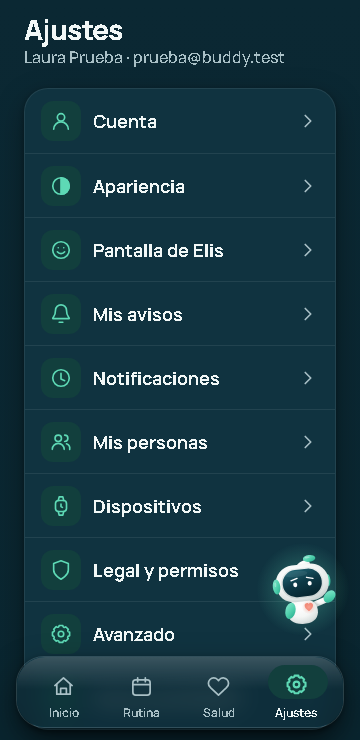 Ajustes
Laura Prueba · prueba@buddy.test
Cuenta
Apariencia
Pantalla de Elis
Mis avisos
Notificaciones
Mis personas
Dispositivos
Legal y permisos
Avanzado
Inicio
Rutina
Salud
Ajustes